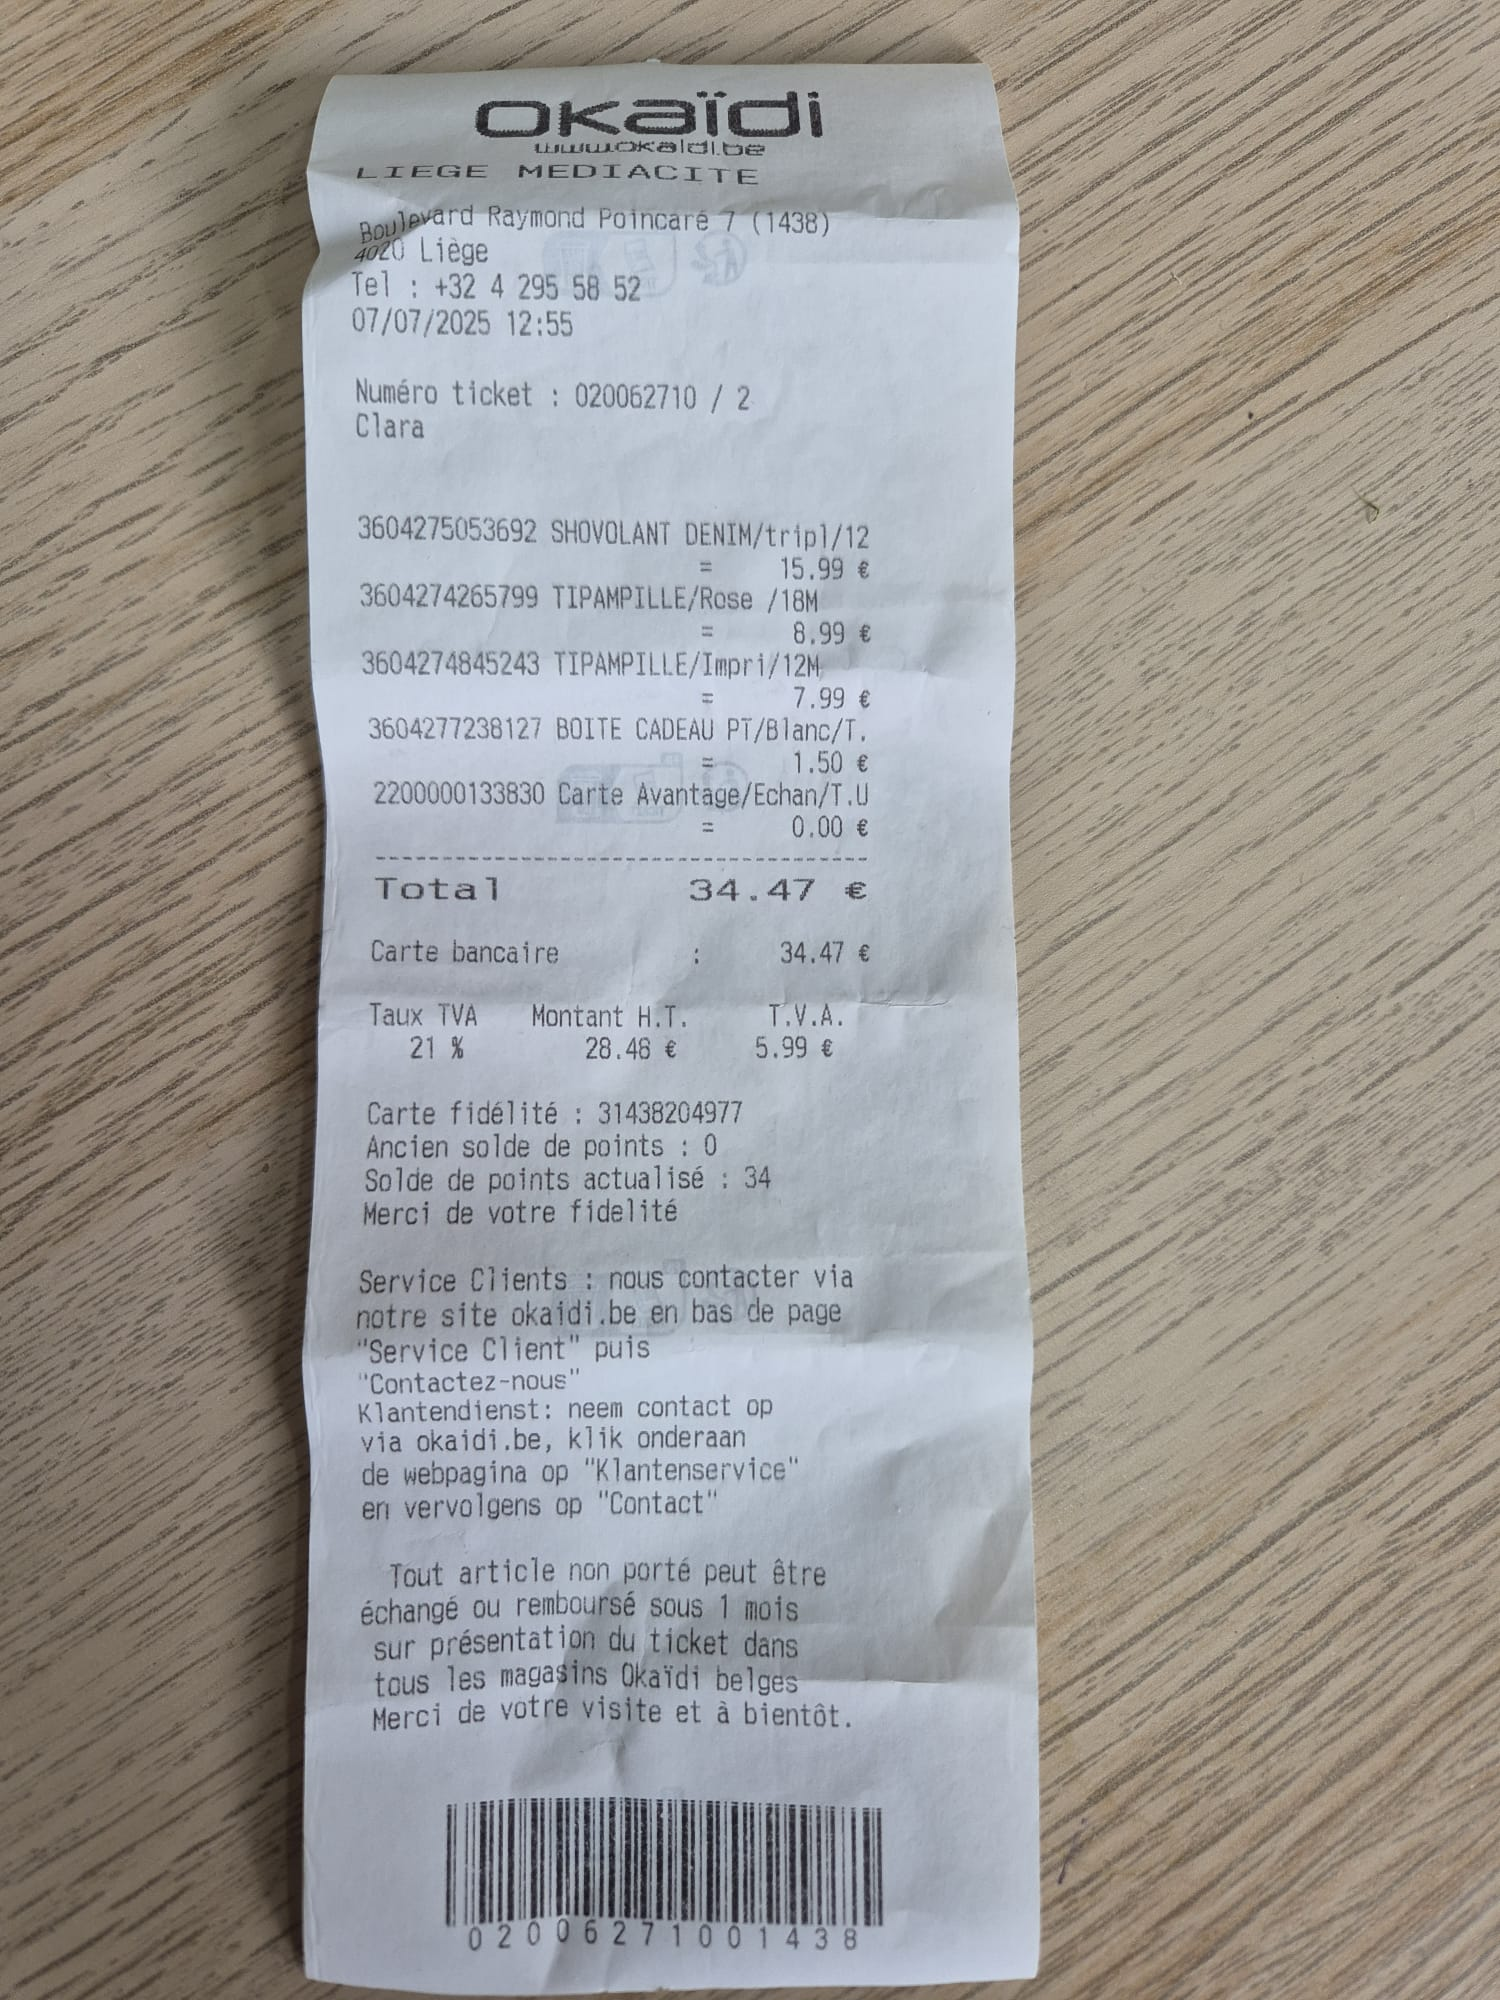 okaïdi
www.okaidi.be
LIEGE MEDIACITE
Boulevard Raymond Poincaré 7 (1438)
4020 Liège
Tel : +32 4 295 58 52
07/07/2025 12:55
Numéro ticket : 020062710 / 2
Clara
3604275053692 SHOVOLANT DENIM/tripl/12
= 15.99 €
3604274265799 TIPAMPILLE/Rose /18M
= 8.99 €
3604274845243 TIPAMPILLE/Impri/12M
= 7.99 €
3604277238127 BOITE CADEAU PT/Blanc/T.
= 1.50 €
2200000133830 Carte Avantage/Echan/T.U
= 0.00 €
--------------------------------------
Total 34.47 €
Carte bancaire : 34.47 €
Taux TVA Montant H.T. T.V.A.
21 % 28.48 € 5.99 €
Carte fidélité : 31438204977
Ancien solde de points : 0
Solde de points actualisé : 34
Merci de votre fidelité
Service Clients : nous contacter via
notre site okaidi.be en bas de page
"Service Client" puis
"Contactez-nous"
Klantendienst: neem contact op
via okaidi.be, klik onderaan
de webpagina op "Klantenservice"
en vervolgens op "Contact"
Tout article non porté peut être
échangé ou remboursé sous 1 mois
sur présentation du ticket dans
tous les magasins Okaïdi belges
Merci de votre visite et à bientôt.
02006271001438